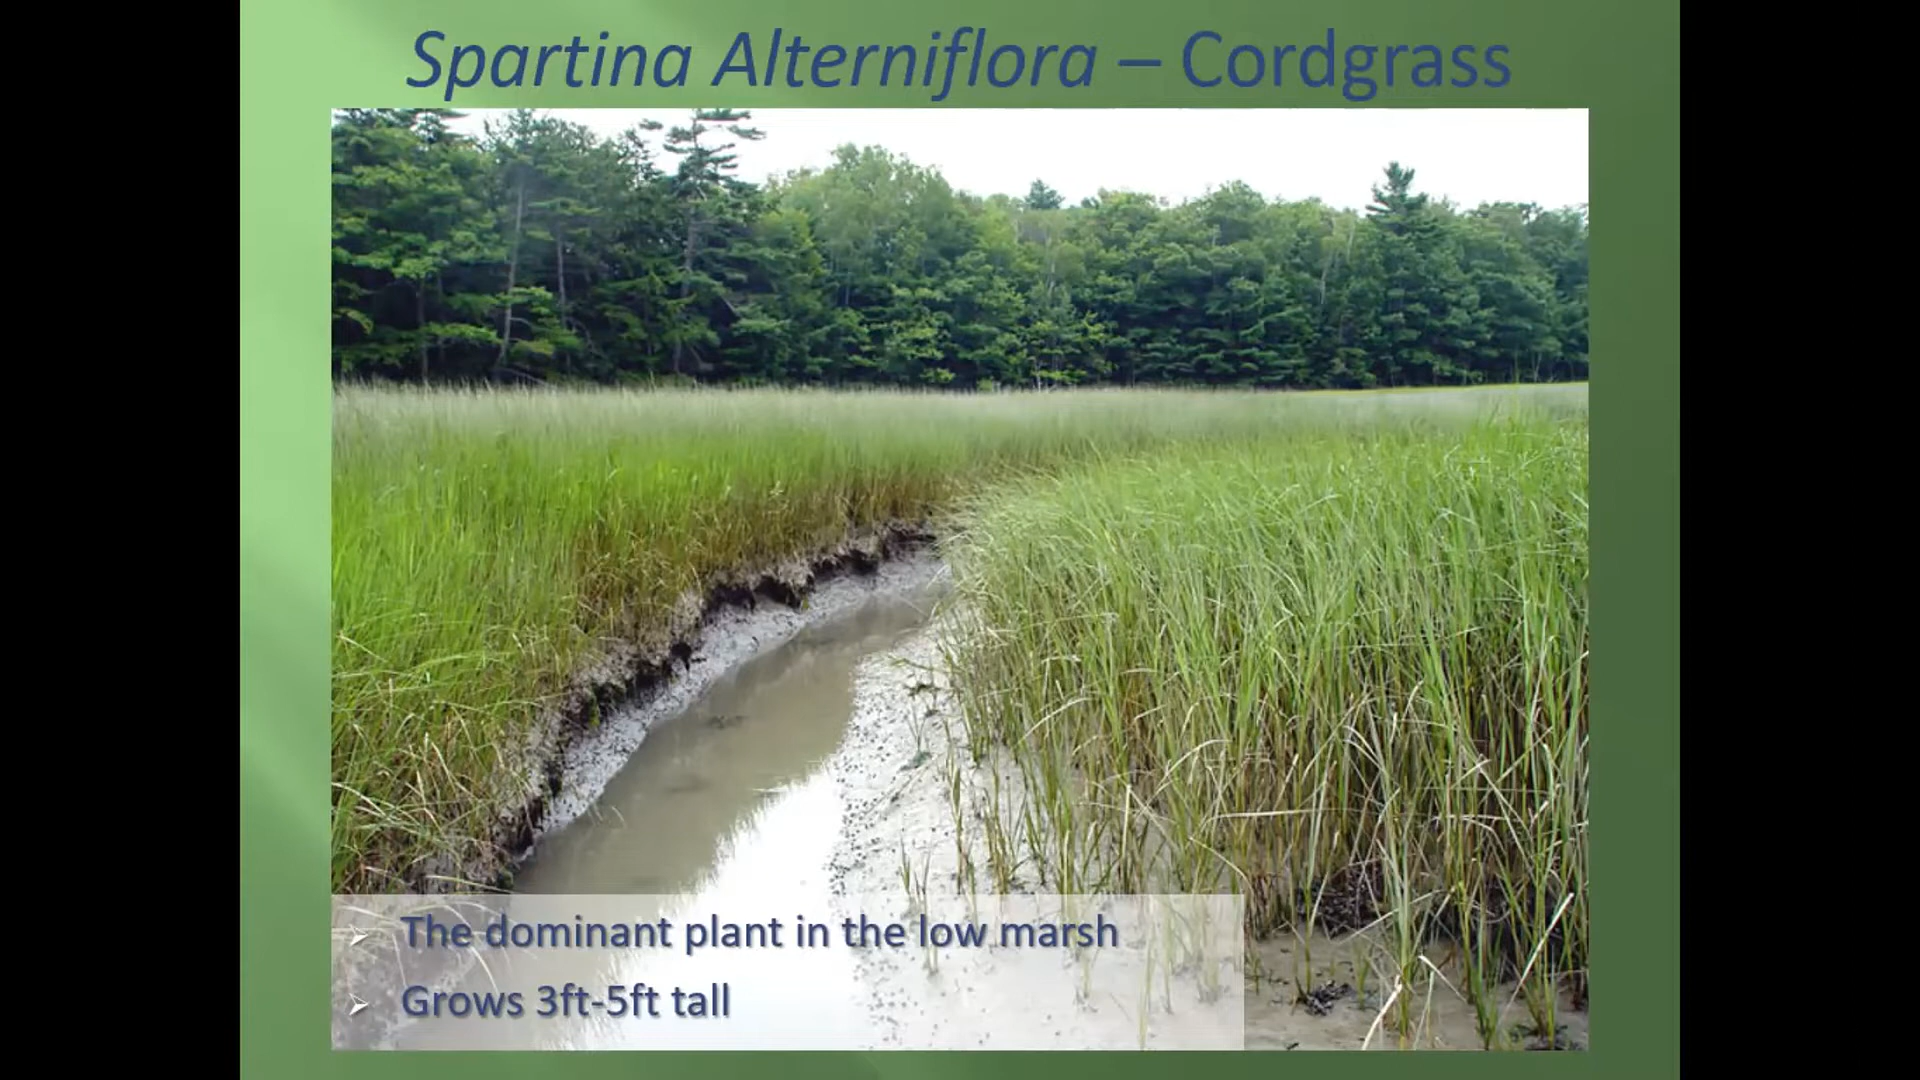 Spartina Alterniflora – Cordgrass
The dominant plant in the low marsh
Grows 3ft-5ft tall